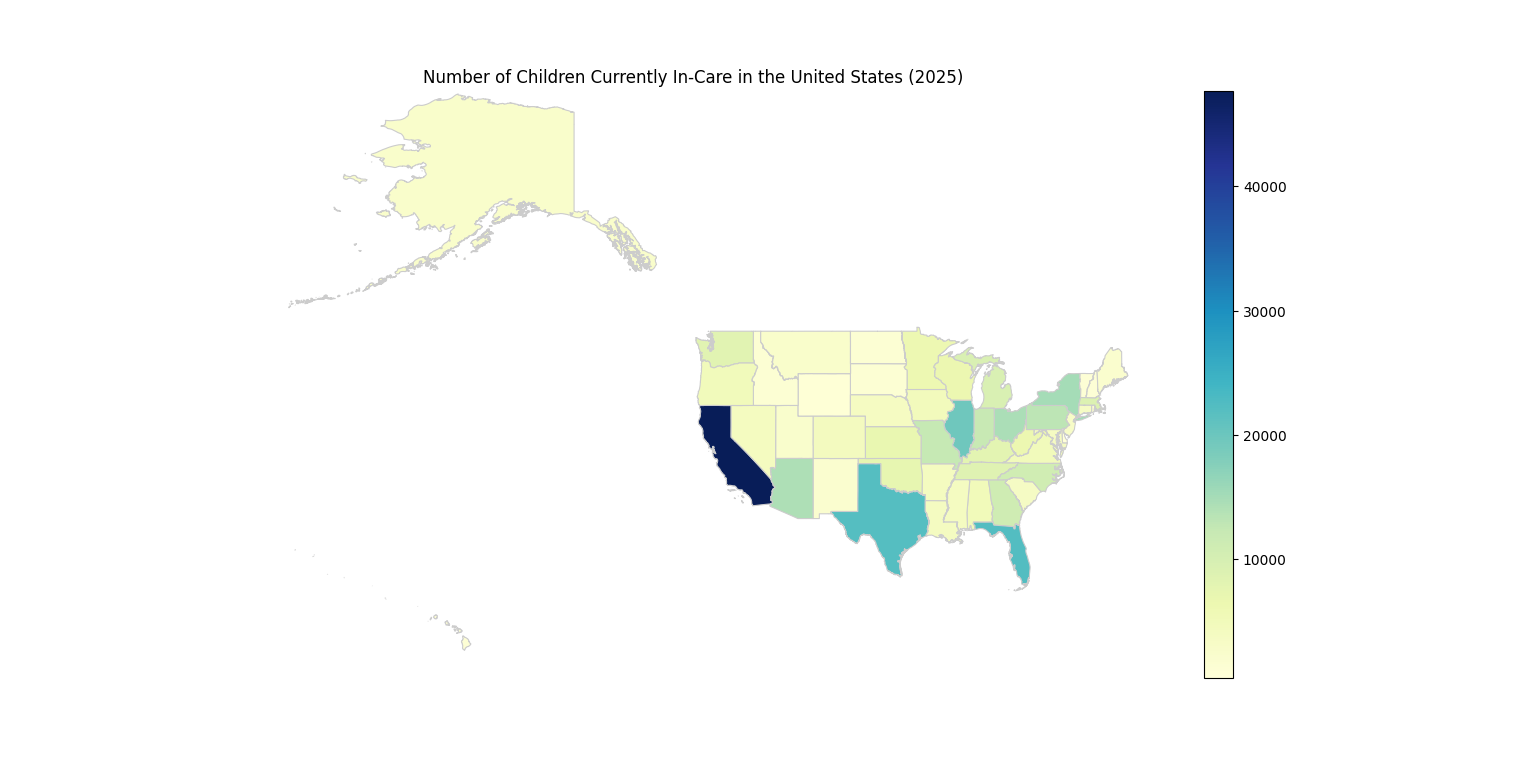 Number of Children Currently In-Care in the United States (2025)
40000
30000
20000
10000